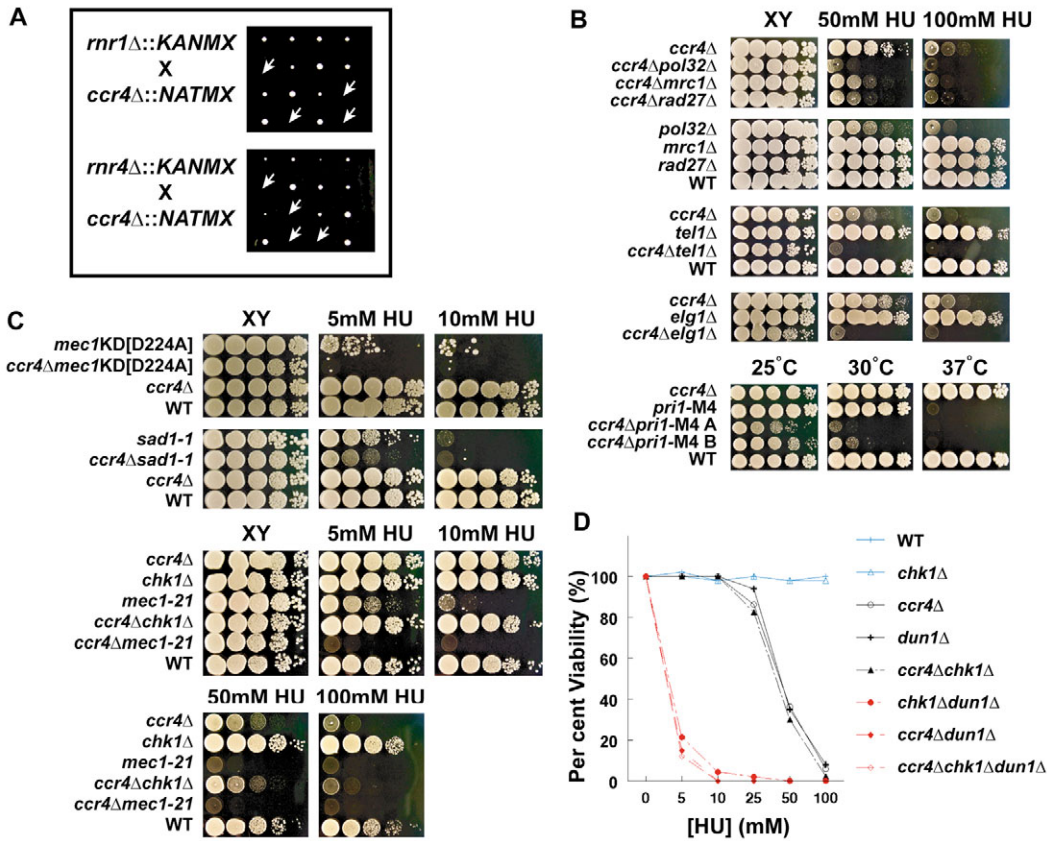 A
rnr1Δ::KANMX
X
ccr4Δ::NATMX
rnr4Δ::KANMX
X
ccr4Δ::NATMX
B
XY 50mM HU 100mM HU
ccr4Δ
ccr4Δpol32Δ
ccr4Δmrc1Δ
ccr4Δrad27Δ
pol32Δ
mrc1Δ
rad27Δ
WT
ccr4Δ
tel1Δ
ccr4Δtel1Δ
WT
ccr4Δ
elg1Δ
ccr4Δelg1Δ
25°C 30°C 37°C
ccr4Δ
pri1-M4
ccr4Δpri1-M4 A
ccr4Δpri1-M4 B
WT
C
XY 5mM HU 10mM HU
mec1KD[D224A]
ccr4Δmec1KD[D224A]
ccr4Δ
WT
sad1-1
ccr4Δsad1-1
ccr4Δ
WT
XY 5mM HU 10mM HU
ccr4Δ
chk1Δ
mec1-21
ccr4Δchk1Δ
ccr4Δmec1-21
WT
50mM HU 100mM HU
ccr4Δ
chk1Δ
mec1-21
ccr4Δchk1Δ
ccr4Δmec1-21
WT
D
Per cent Viability (%)
100
80
60
40
20
0
0 5 10 25 50 100
[HU] (mM)
WT
chk1Δ
ccr4Δ
dun1Δ
ccr4Δchk1Δ
chk1Δdun1Δ
ccr4Δdun1Δ
ccr4Δchk1Δdun1Δ